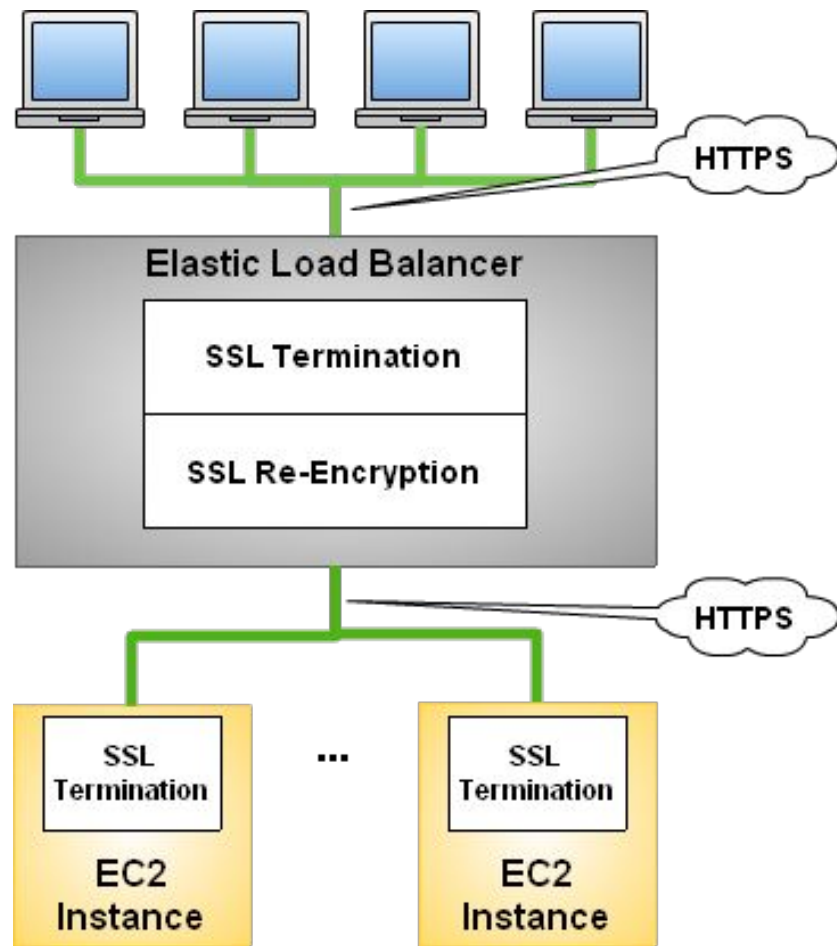 HTTPS
Elastic Load Balancer
SSL Termination
SSL Re-Encryption
HTTPS
SSL
Termination
EC2
Instance
...
SSL
Termination
EC2
Instance